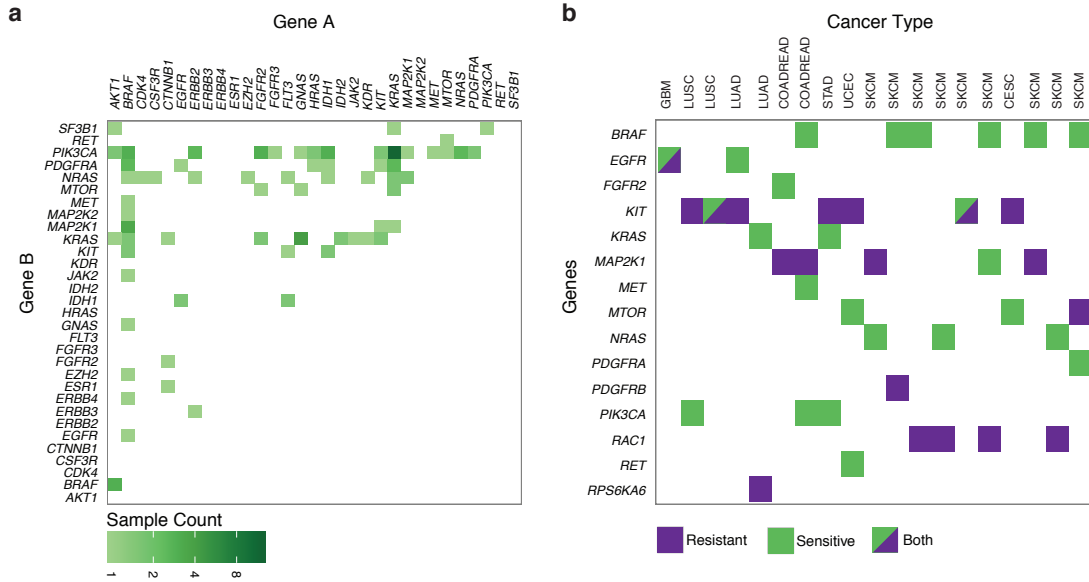 a
Gene A
AKT1
BRAF
CDK4
CSF3R
CTNNB1
EGFR
ERBB2
ERBB3
ERBB4
ESR1
EZH2
FGFR2
FGFR3
FLT3
GNAS
HRAS
IDH1
IDH2
JAK2
KDR
KIT
KRAS
MAP2K1
MAP2K2
MET
MTOR
NRAS
PDGFRA
PIK3CA
RET
SF3B1
Gene B
SF3B1
RET
PIK3CA
PDGFRA
NRAS
MTOR
MET
MAP2K2
MAP2K1
KRAS
KIT
KDR
JAK2
IDH2
IDH1
HRAS
GNAS
FLT3
FGFR3
FGFR2
EZH2
ESR1
ERBB4
ERBB3
ERBB2
EGFR
CTNNB1
CSF3R
CDK4
BRAF
AKT1
Sample Count
1
2
4
8
b
Cancer Type
GBM
LUSC
LUSC
LUAD
LUAD
COADREAD
COADREAD
STAD
UCEC
SKCM
SKCM
SKCM
SKCM
SKCM
SKCM
CESC
SKCM
SKCM
SKCM
Genes
BRAF
EGFR
FGFR2
KIT
KRAS
MAP2K1
MET
MTOR
NRAS
PDGFRA
PDGFRB
PIK3CA
RAC1
RET
RPS6KA6
Resistant
Sensitive
Both